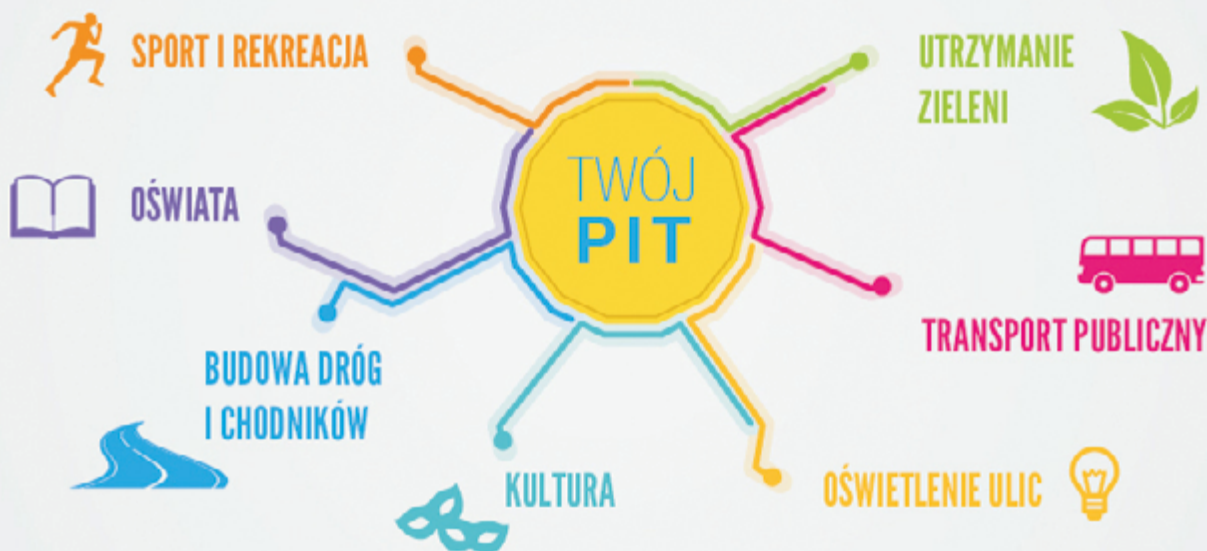 SPORT I REKREACJA
UTRZYMANIE
ZIELENI
OŚWIATA
TWÓJ
PIT
TRANSPORT PUBLICZNY
BUDOWA DRÓG
I CHODNIKÓW
KULTURA
OŚWIETLENIE ULIC